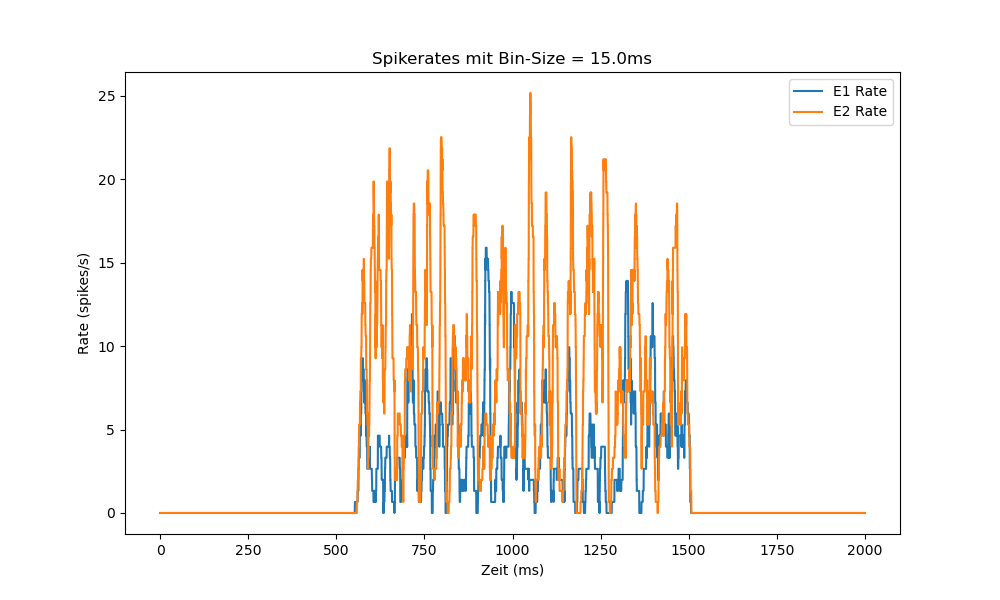 Spikerates mit Bin-Size = 15.0ms
E1 Rate
E2 Rate
Rate (spikes/s)
25
20
15
10
5
0
0 250 500 750 1000 1250 1500 1750 2000
Zeit (ms)